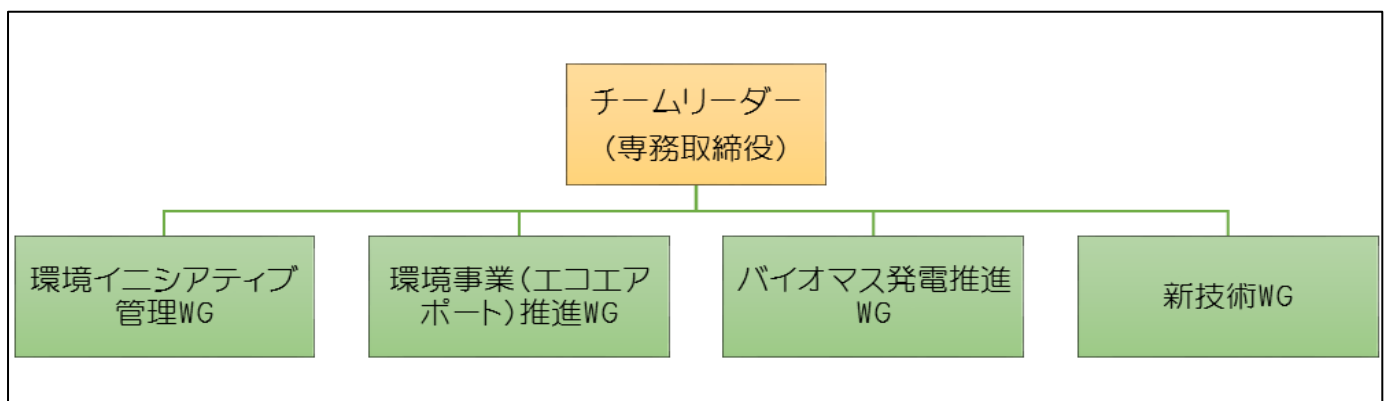 チームリーダー
(専務取締役)
環境イニシアティブ
管理WG
環境事業(エコエア
ポート)推進WG
バイオマス発電推進
WG
新技術WG